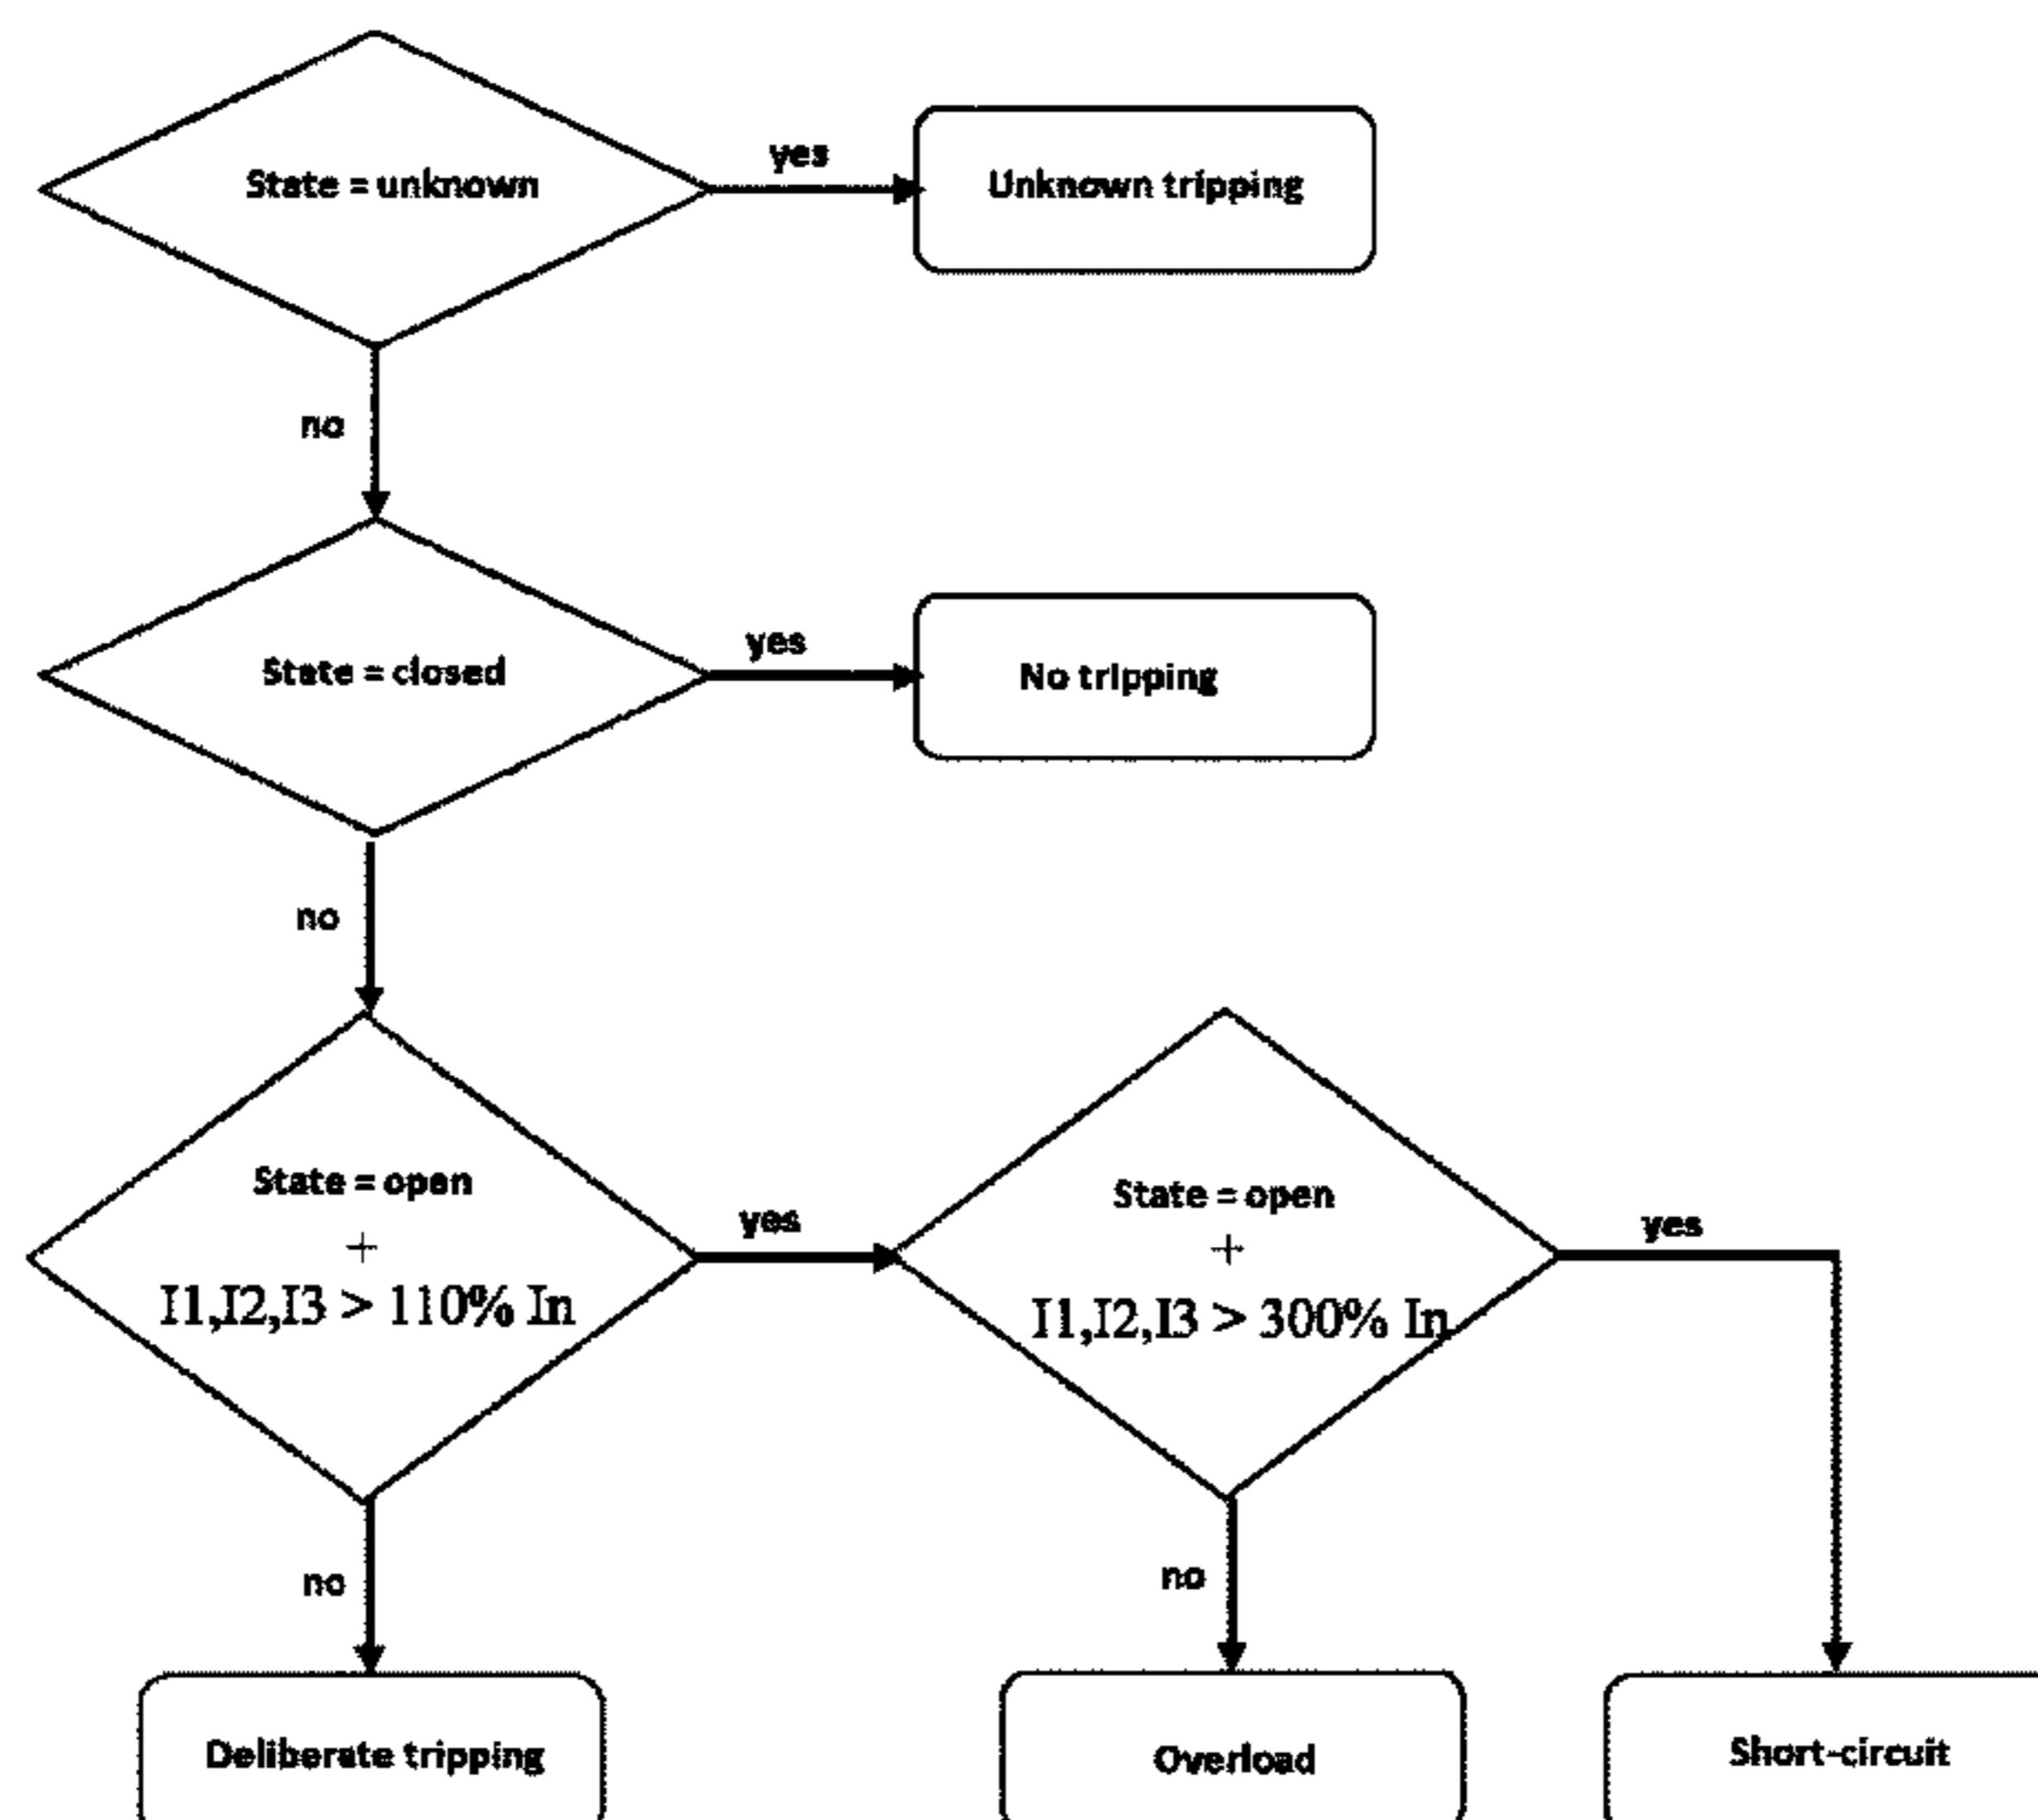 State = unknown
yes
Unknown tripping
no
State = closed
yes
No tripping
no
State = open
+
I1,I2,I3 > 110% In
yes
State = open
+
I1,I2,I3 > 300% In
yes
no
no
Deliberate tripping
Overload
Short-circuit